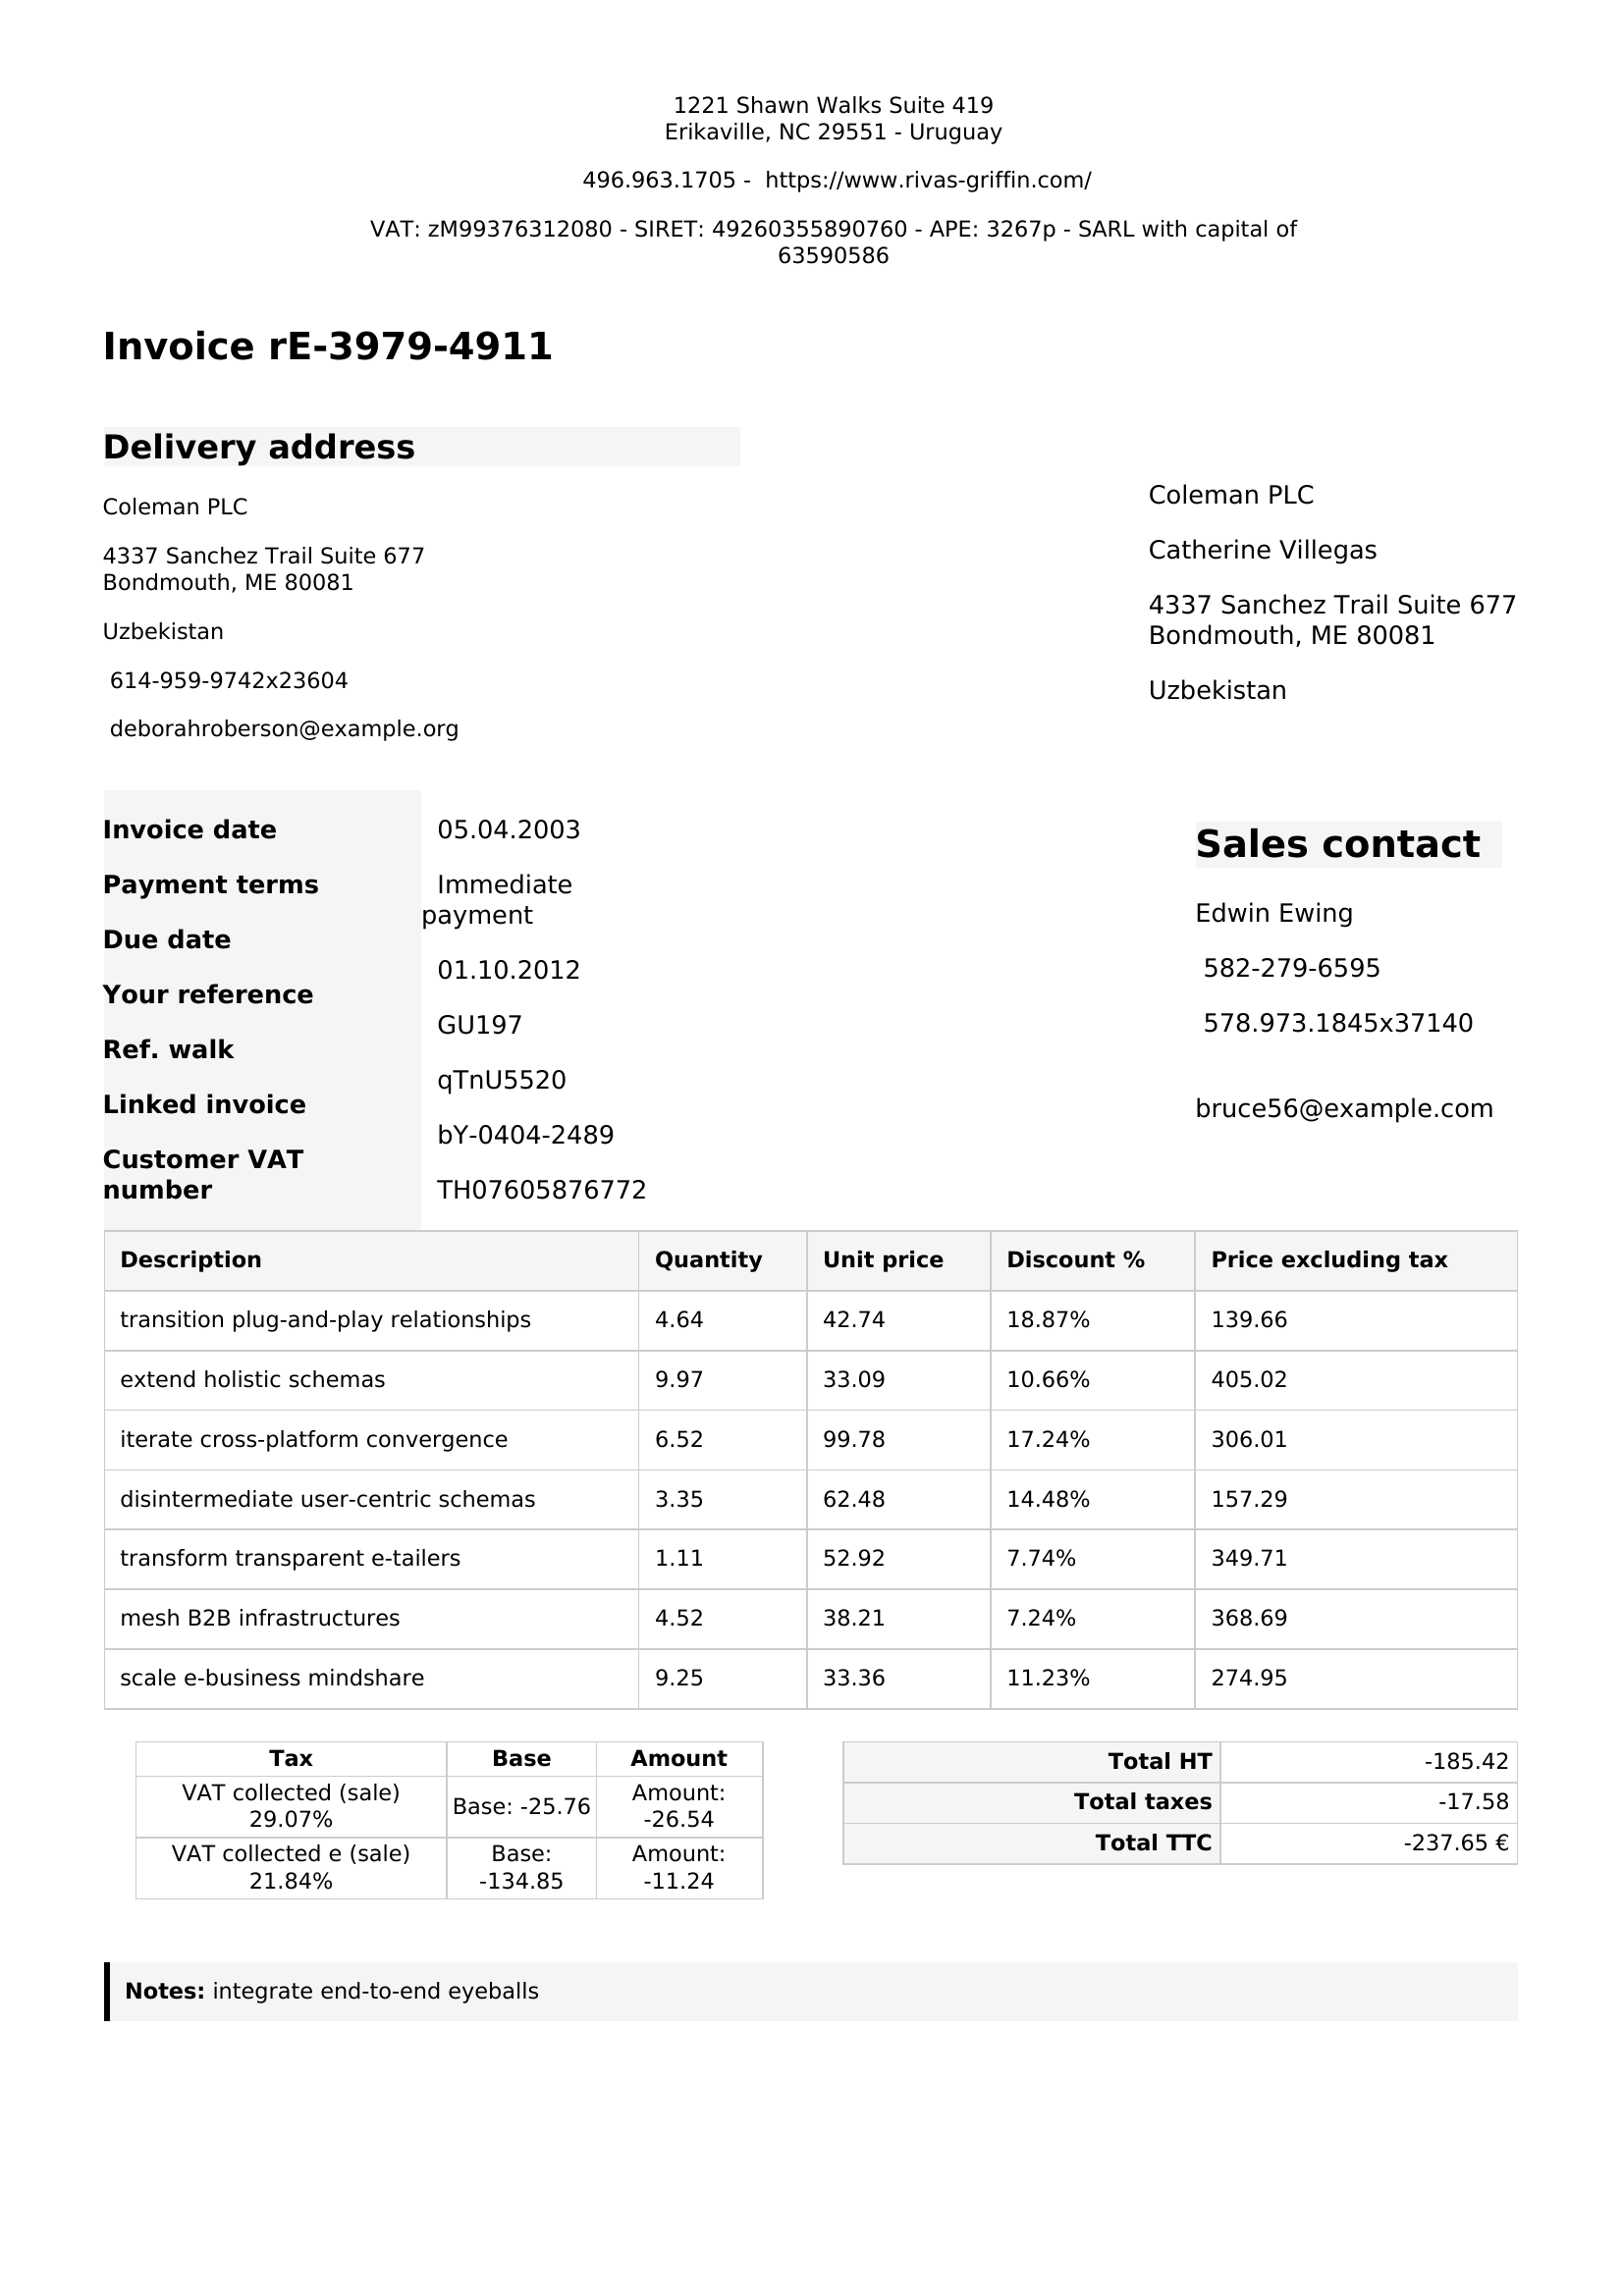 1221 Shawn Walks Suite 419
Erikaville, NC 29551 - Uruguay
496.963.1705 - https://www.rivas-griffin.com/
VAT: zM99376312080 - SIRET: 49260355890760 - APE: 3267p - SARL with capital of
63590586
Invoice rE-3979-4911
Delivery address
Coleman PLC
4337 Sanchez Trail Suite 677
Bondmouth, ME 80081
Uzbekistan
614-959-9742x23604
deborahroberson@example.org
Coleman PLC
Catherine Villegas
4337 Sanchez Trail Suite 677
Bondmouth, ME 80081
Uzbekistan
Invoice date
Payment terms
Due date
Your reference
Ref. walk
Linked invoice
Customer VAT
number
05.04.2003
Immediate
payment
01.10.2012
GU197
qTnU5520
bY-0404-2489
TH07605876772
Sales contact
Edwin Ewing
582-279-6595
578.973.1845x37140
bruce56@example.com
Description Quantity Unit price Discount % Price excluding tax
transition plug-and-play relationships 4.64 42.74 18.87% 139.66
extend holistic schemas 9.97 33.09 10.66% 405.02
iterate cross-platform convergence 6.52 99.78 17.24% 306.01
disintermediate user-centric schemas 3.35 62.48 14.48% 157.29
transform transparent e-tailers 1.11 52.92 7.74% 349.71
mesh B2B infrastructures 4.52 38.21 7.24% 368.69
scale e-business mindshare 9.25 33.36 11.23% 274.95
Tax Base Amount
VAT collected (sale)
29.07%
Base: -25.76
Amount:
-26.54
VAT collected e (sale)
21.84%
Base:
-134.85
Amount:
-11.24
Total HT -185.42
Total taxes -17.58
Total TTC -237.65 €
Notes: integrate end-to-end eyeballs